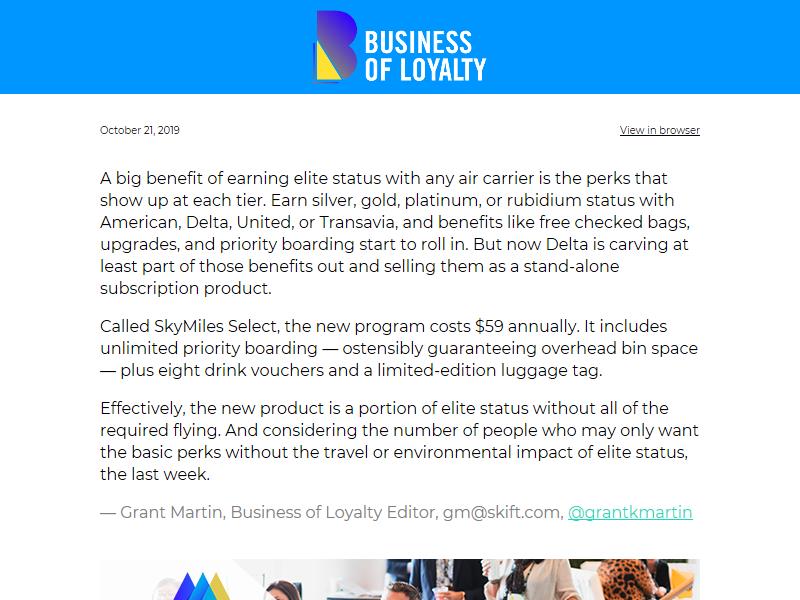 BUSINESS
OF LOYALTY
October 21, 2019
View in browser
A big benefit of earning elite status with any air carrier is the perks that
show up at each tier. Earn silver, gold, platinum, or rubidium status with
American, Delta, United, or Transavia, and benefits like free checked bags,
upgrades, and priority boarding start to roll in. But now Delta is carving at
least part of those benefits out and selling them as a stand-alone
subscription product.
Called SkyMiles Select, the new program costs $59 annually. It includes
unlimited priority boarding — ostensibly guaranteeing overhead bin space
— plus eight drink vouchers and a limited-edition luggage tag.
Effectively, the new product is a portion of elite status without all of the
required flying. And considering the number of people who may only want
the basic perks without the travel or environmental impact of elite status,
the last week.
— Grant Martin, Business of Loyalty Editor, gm@skift.com, @grantkmartin